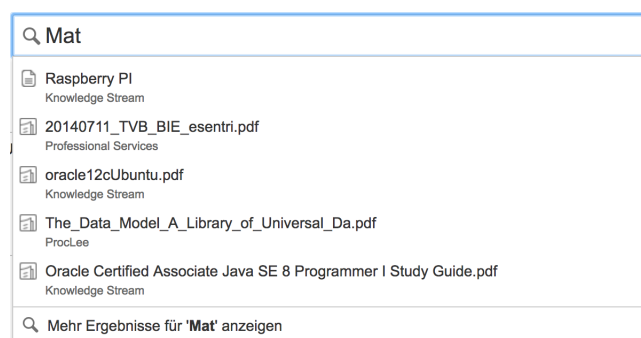 Mat
Raspberry PI
Knowledge Stream
20140711_TVB_BIE_esentri.pdf
Professional Services
oracle12cUbuntu.pdf
Knowledge Stream
The_Data_Model_A_Library_of_Universal_Da.pdf
ProcLee
Oracle Certified Associate Java SE 8 Programmer I Study Guide.pdf
Knowledge Stream
Mehr Ergebnisse für 'Mat' anzeigen